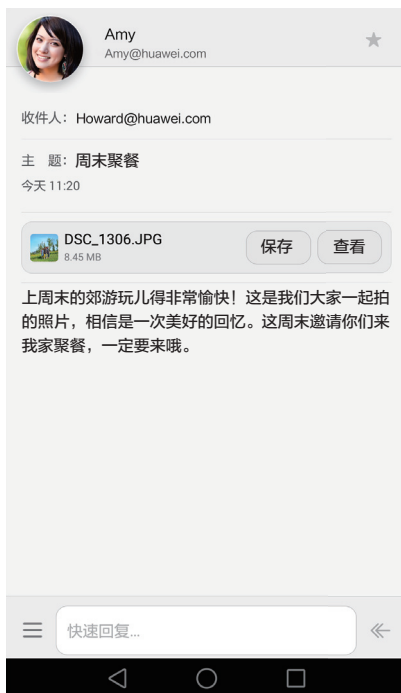 Amy
Amy@huawei.com
收件人：Howard@huawei.com
主 题：周末聚餐
今天 11:20
DSC_1306.JPG
8.45 MB
保存 查看
上周末的郊游玩儿得非常愉快！这是我们大家一起拍
的照片，相信是一次美好的回忆。这周末邀请你们来
我家聚餐，一定要来哦。
快速回复...